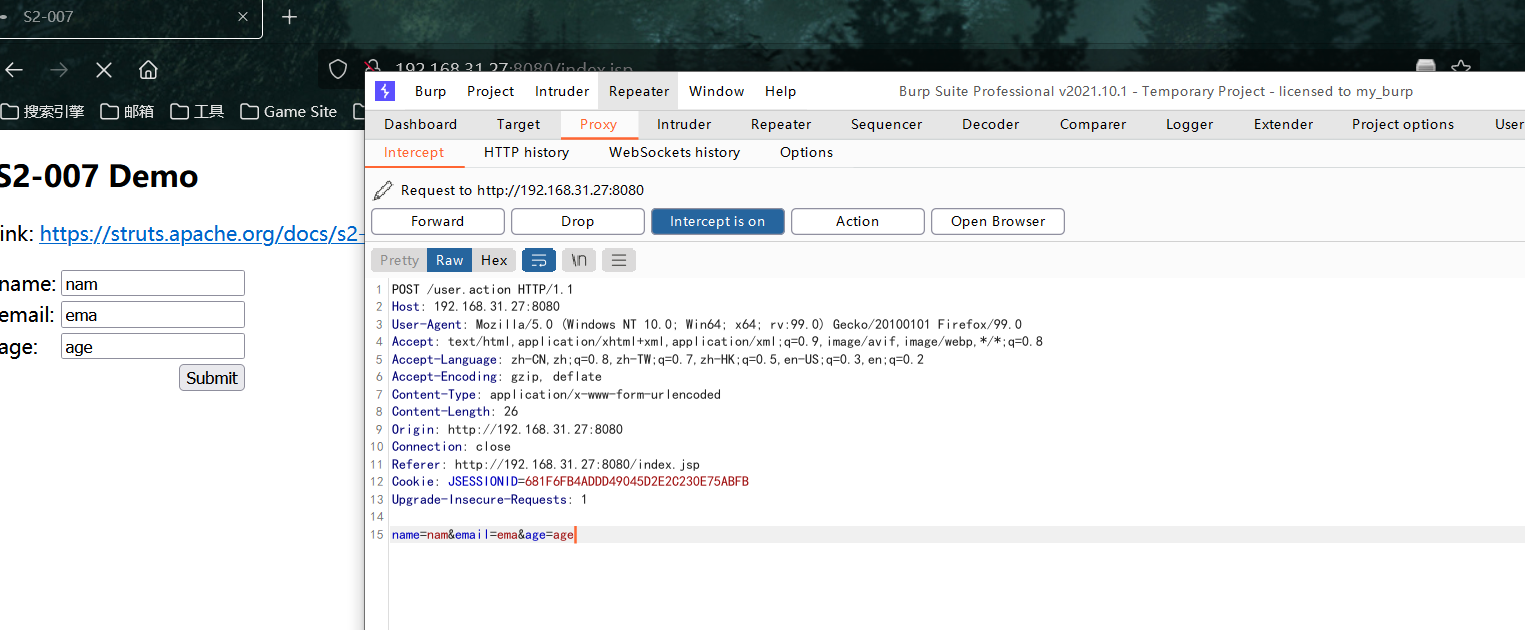 S2-007
192.168.31.27:8080/index.jsp
搜索引擎 邮箱 工具 Game Site
S2-007 Demo
ink: https://struts.apache.org/docs/s2-
name: nam
email: ema
age: age
Submit
Burp Project Intruder Repeater Window Help Burp Suite Professional v2021.10.1 - Temporary Project - licensed to my_burp
Dashboard Target Proxy Intruder Repeater Sequencer Decoder Comparer Logger Extender Project options User
Intercept HTTP history WebSockets history Options
Request to http://192.168.31.27:8080
Forward Drop Intercept is on Action Open Browser
Pretty Raw Hex \n
1 POST /user.action HTTP/1.1
2 Host: 192.168.31.27:8080
3 User-Agent: Mozilla/5.0 (Windows NT 10.0; Win64; x64; rv:99.0) Gecko/20100101 Firefox/99.0
4 Accept: text/html,application/xhtml+xml,application/xml;q=0.9,image/avif,image/webp,*/*;q=0.8
5 Accept-Language: zh-CN,zh;q=0.8,zh-TW;q=0.7,zh-HK;q=0.5,en-US;q=0.3,en;q=0.2
6 Accept-Encoding: gzip, deflate
7 Content-Type: application/x-www-form-urlencoded
8 Content-Length: 26
9 Origin: http://192.168.31.27:8080
10 Connection: close
11 Referer: http://192.168.31.27:8080/index.jsp
12 Cookie: JSESSIONID=681F6FB4ADDD49045D2E2C230E75ABFB
13 Upgrade-Insecure-Requests: 1
14
15 name=nam&email=ema&age=age